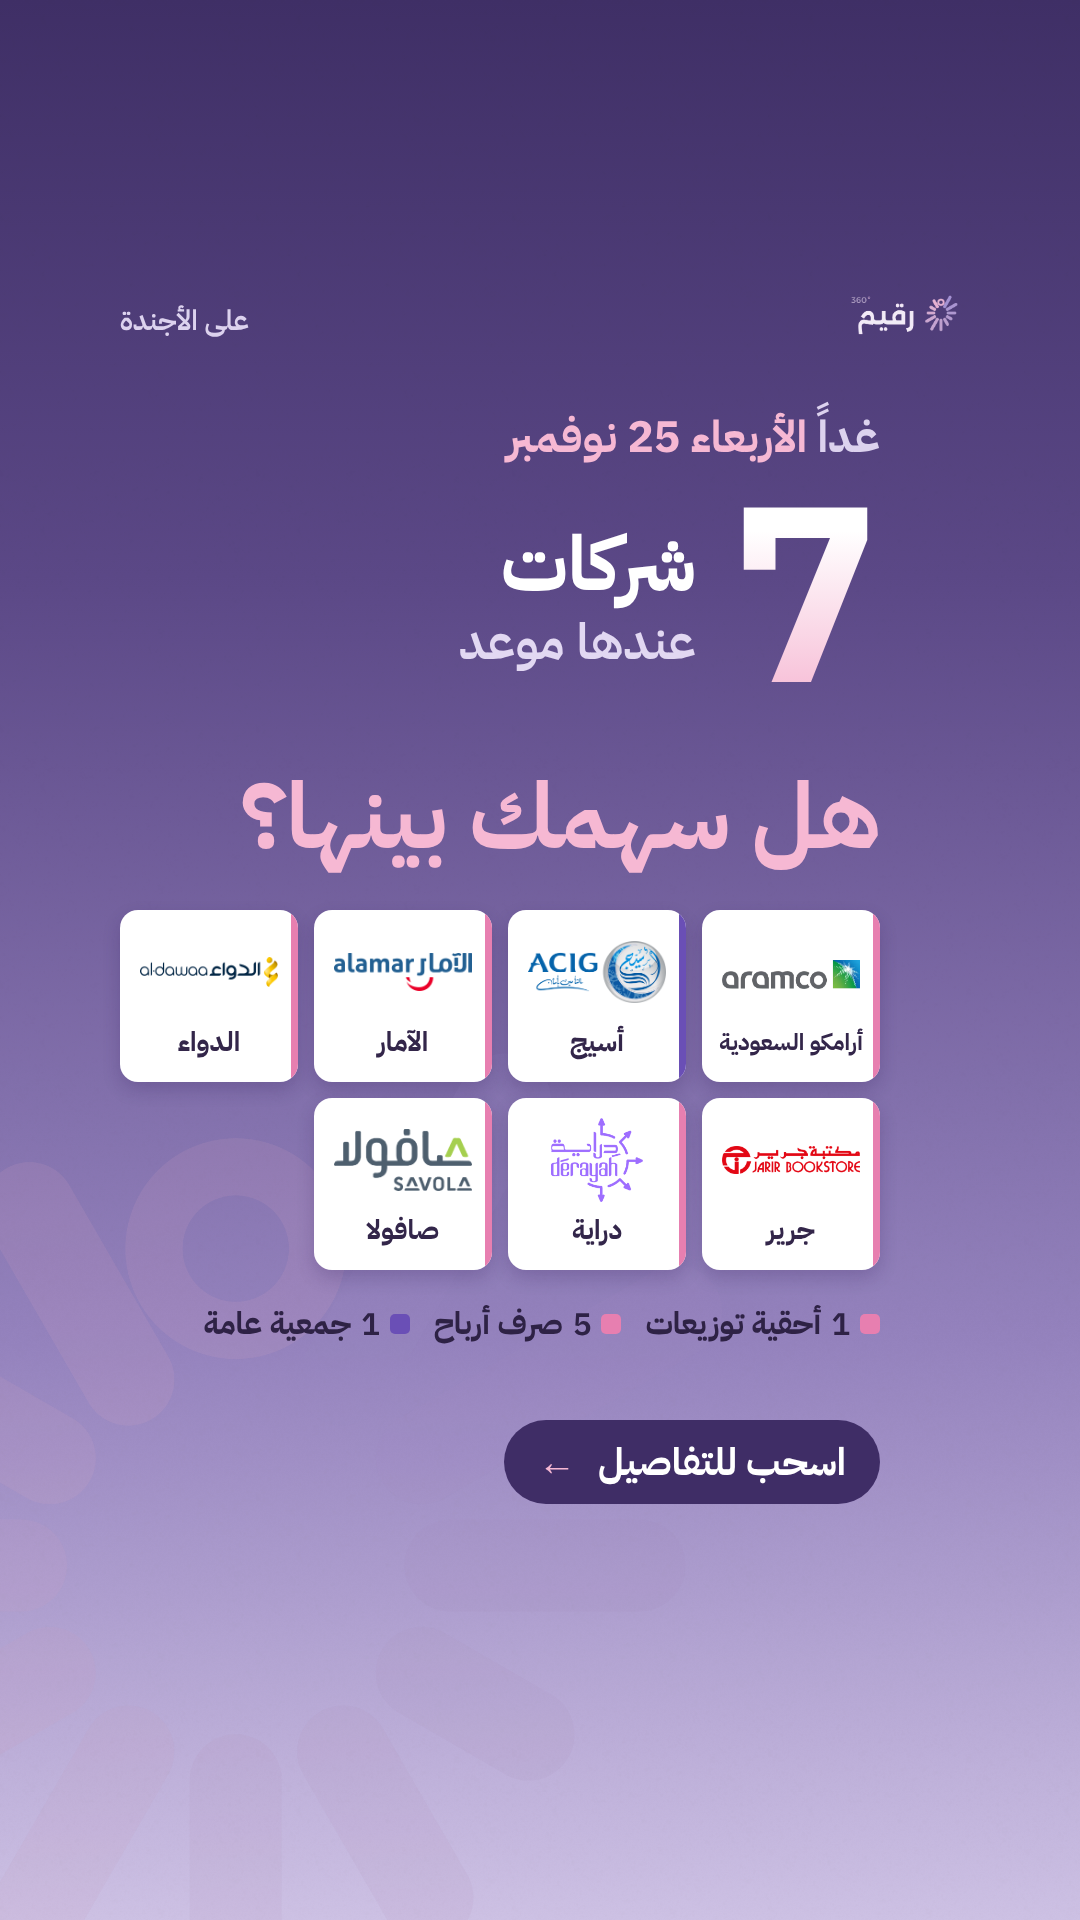 رقيم 360°
على الأجندة
غداً الأربعاء 25 نوفمبر
7 شركات
عندها موعد
هل سهمك بينها؟
aramco
أرامكو السعودية
ACIG
أسيج
الآمار alamar
الآمار
الدواء al-dawaa
الدواء
مكتبة جرير
JARIR BOOKSTORE
جرير
دراية
derayah
دراية
صافولا
SAVOLA
صافولا
1 أحقية توزيعات 5 صرف أرباح 1 جمعية عامة
اسحب للتفاصيل ←